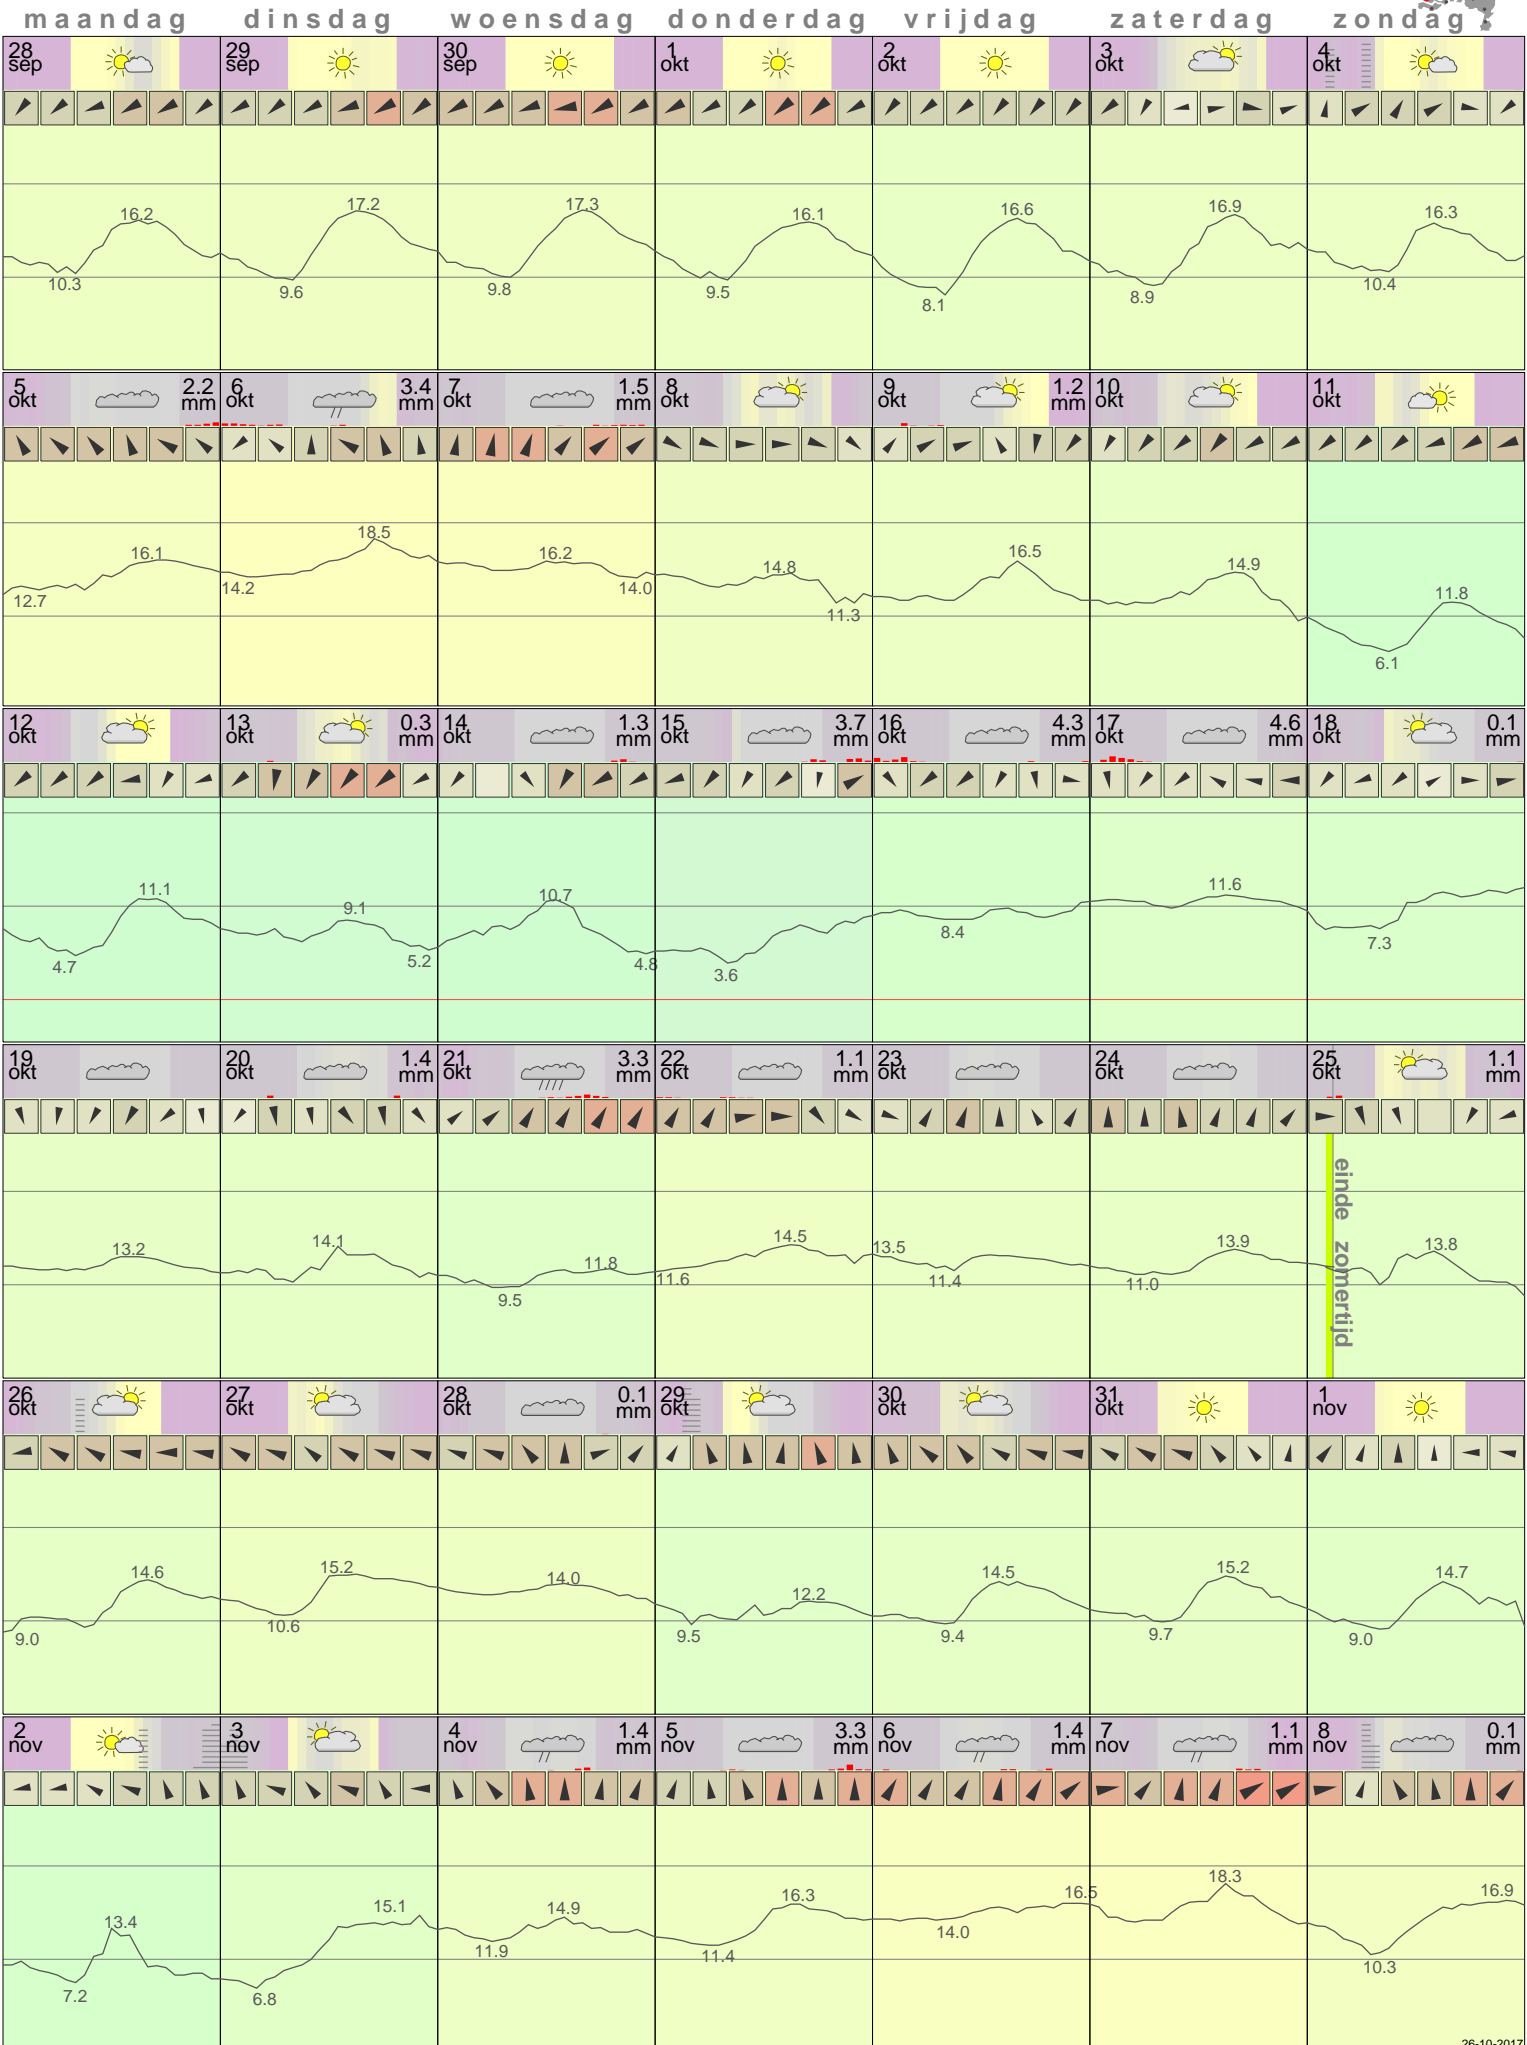 maandag dinsdag woensdag donderdag vrijdag zaterdag zondag
28 29 30 1 2 3 4
sep sep sep okt okt okt okt
16.2 17.2 17.3 16.1 16.6 16.9 16.3
10.3 9.6 9.8 9.5 8.1 8.9 10.4
5 2.2 6 3.4 7 1.5 8 9 1.2 10 11
okt mm okt mm okt mm okt okt mm okt okt
16.1 18.5 16.2 14.8 16.5 14.9 11.8
12.7 14.2 14.0 11.3 6.1
12 13 0.3 14 1.3 15 3.7 16 4.3 17 4.6 18 0.1
okt okt mm okt mm okt mm okt mm okt mm okt mm
11.1 9.1 10.7 11.6
4.7 5.2 4.8 3.6 8.4 7.3
19 20 1.4 21 3.3 22 1.1 23 24 25 1.1
okt okt mm okt mm okt mm okt okt okt mm
einde zomertijd
13.2 14.1 11.8 14.5 13.5 13.9 13.8
9.5 11.6 11.4 11.0
26 27 28 0.1 29 30 31 1
okt okt okt mm okt okt okt nov
14.6 15.2 14.0 12.2 14.5 15.2 14.7
9.0 10.6 9.5 9.4 9.7 9.0
2 3 4 1.4 5 3.3 6 1.4 7 1.1 8 0.1
nov nov nov mm nov mm nov mm nov mm nov mm
13.4 15.1 14.9 16.3 16.5 18.3 16.9
7.2 6.8 11.9 11.4 14.0 10.3
26-10-2017